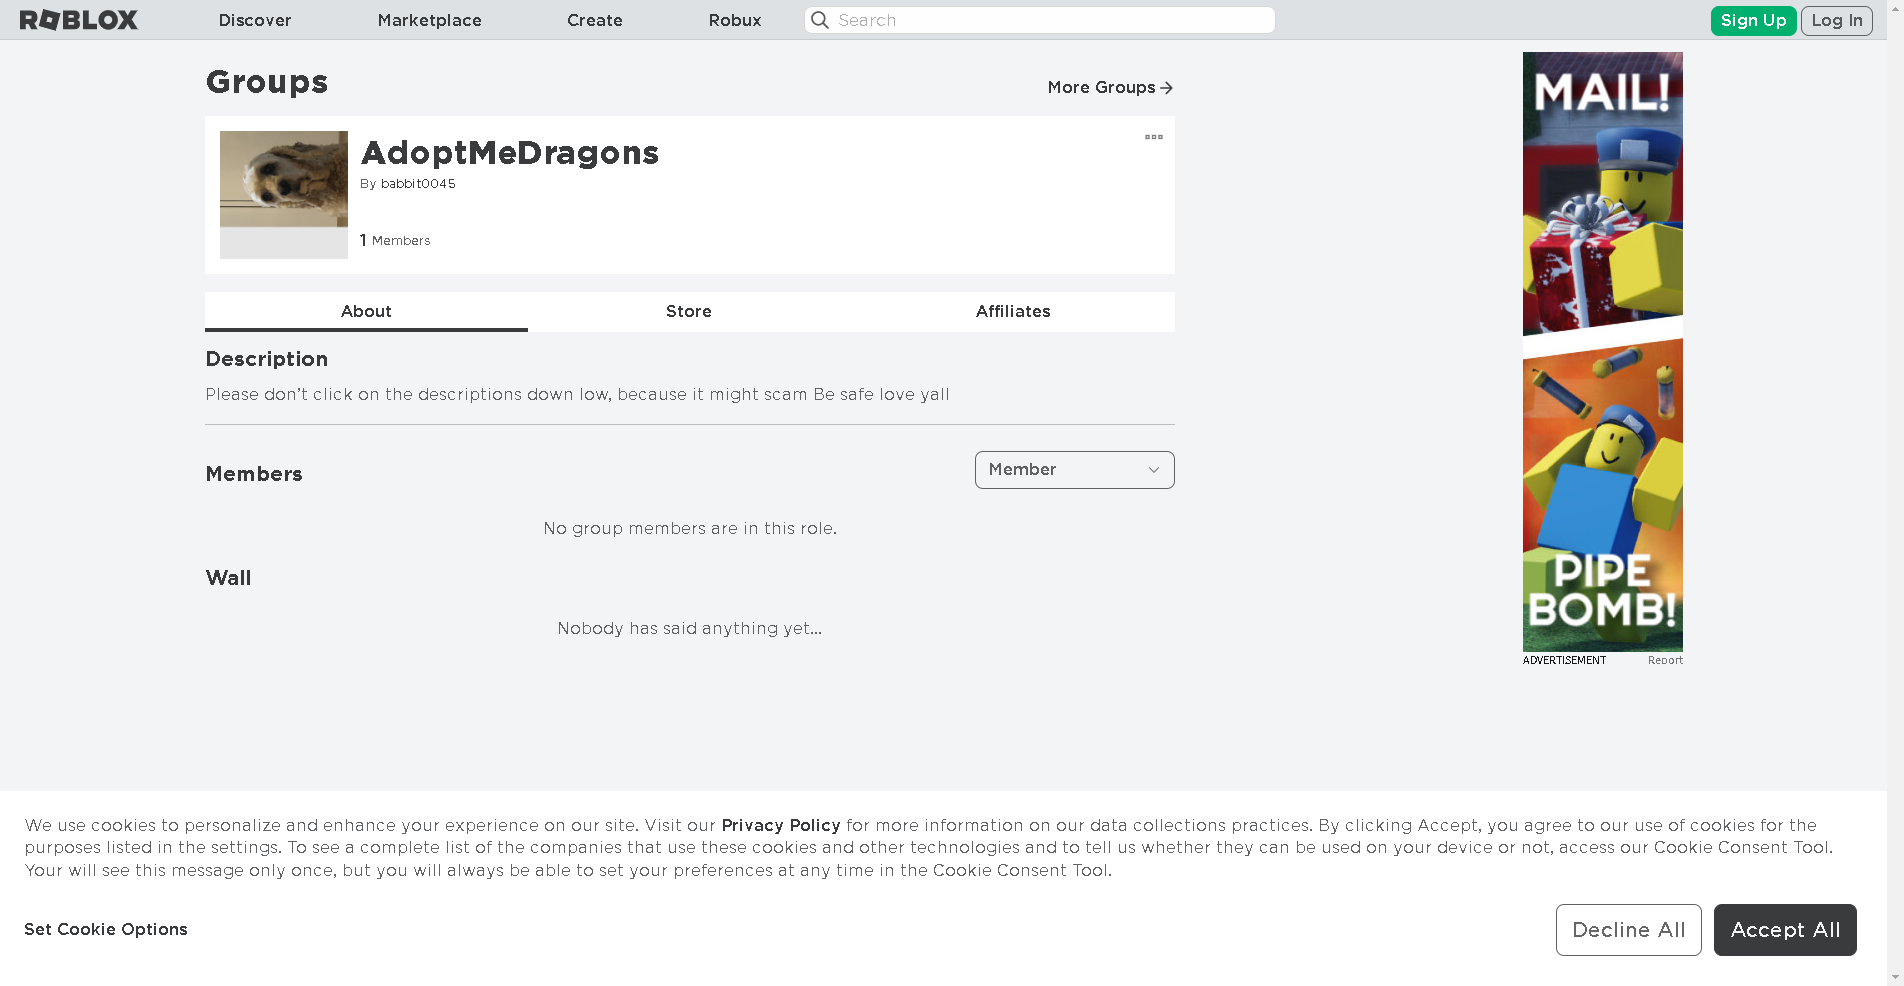 ROBLOX Discover Marketplace Create Robux Search Sign Up Log In
Groups
More Groups
AdoptMeDragons
By babbit0045
1 Members
About Store Affiliates
Description
Please don't click on the descriptions down low, because it might scam Be safe love yall
Members
Member
No group members are in this role.
Wall
Nobody has said anything yet...
MAIL!
PIPE
BOMB!
ADVERTISEMENT Report
We use cookies to personalize and enhance your experience on our site. Visit our Privacy Policy for more information on our data collections practices. By clicking Accept, you agree to our use of cookies for the
purposes listed in the settings. To see a complete list of the companies that use these cookies and other technologies and to tell us whether they can be used on your device or not, access our Cookie Consent Tool.
Your will see this message only once, but you will always be able to set your preferences at any time in the Cookie Consent Tool.
Set Cookie Options
Decline All Accept All